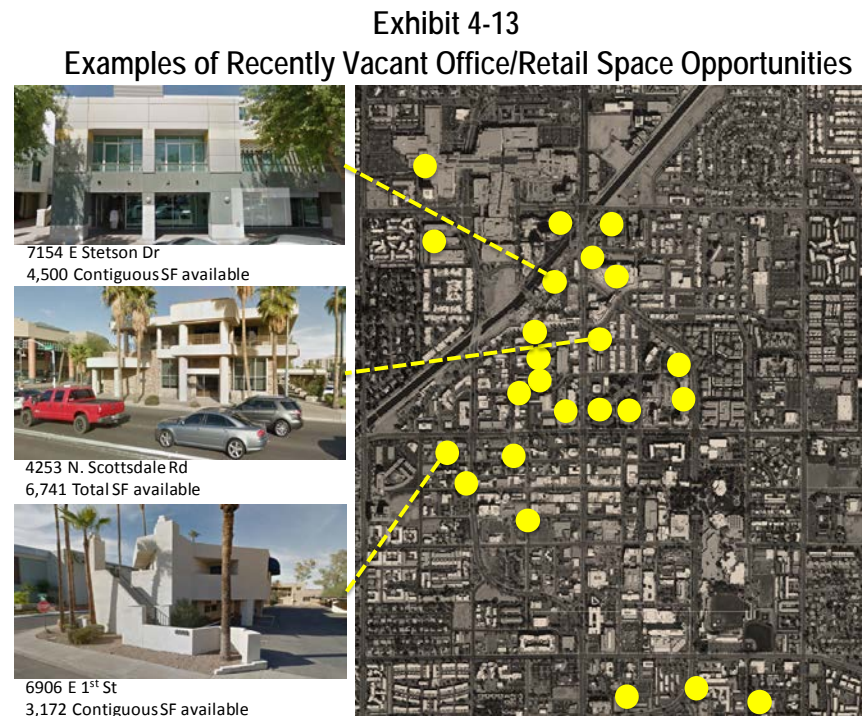 Exhibit 4-13
Examples of Recently Vacant Office/Retail Space Opportunities
7154 E Stetson Dr
4,500 Contiguous SF available
4253 N. Scottsdale Rd
6,741 Total SF available
6906 E 1st St
3,172 Contiguous SF available